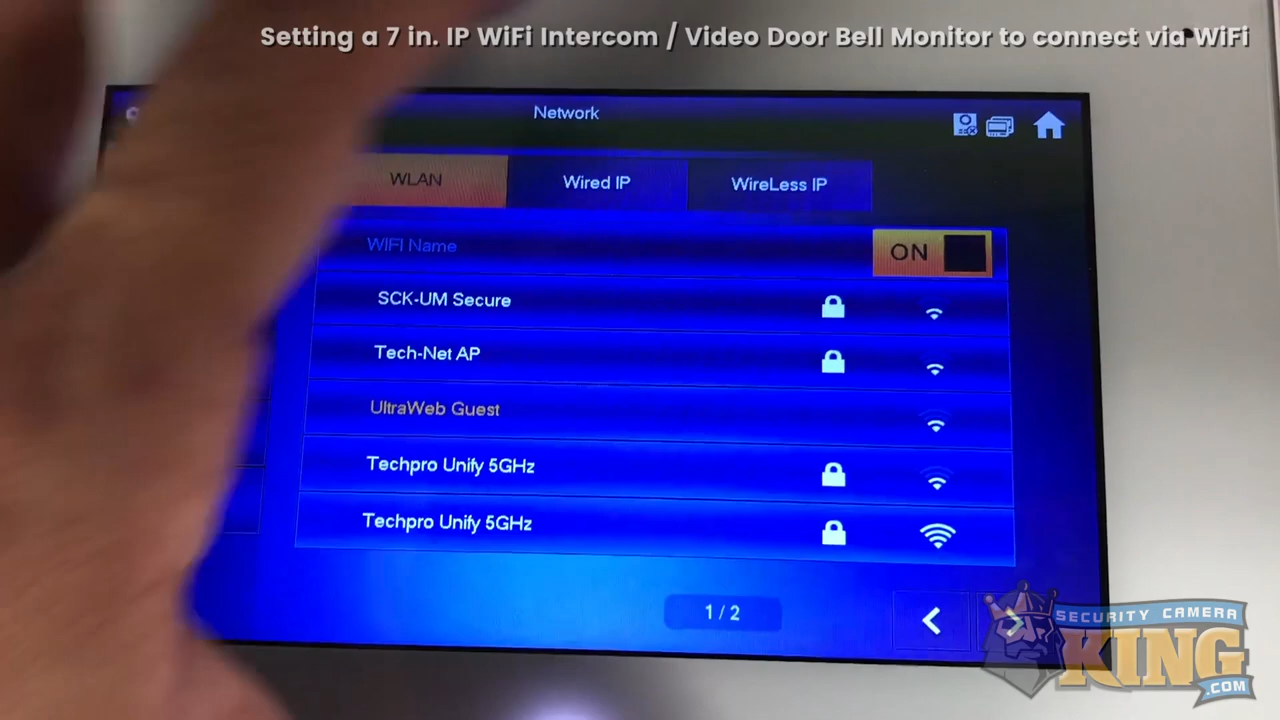 Setting a 7 in. IP WiFi Intercom / Video Door Bell Monitor to connect via WiFi
Network
WLAN
Wired IP
WireLess IP
WIFI Name
ON
SCK-UM Secure
Tech-Net AP
UltraWeb Guest
Techpro Unify 5GHz
Techpro Unify 5GHz
1 / 2
SECURITY CAMERA
KING
.COM